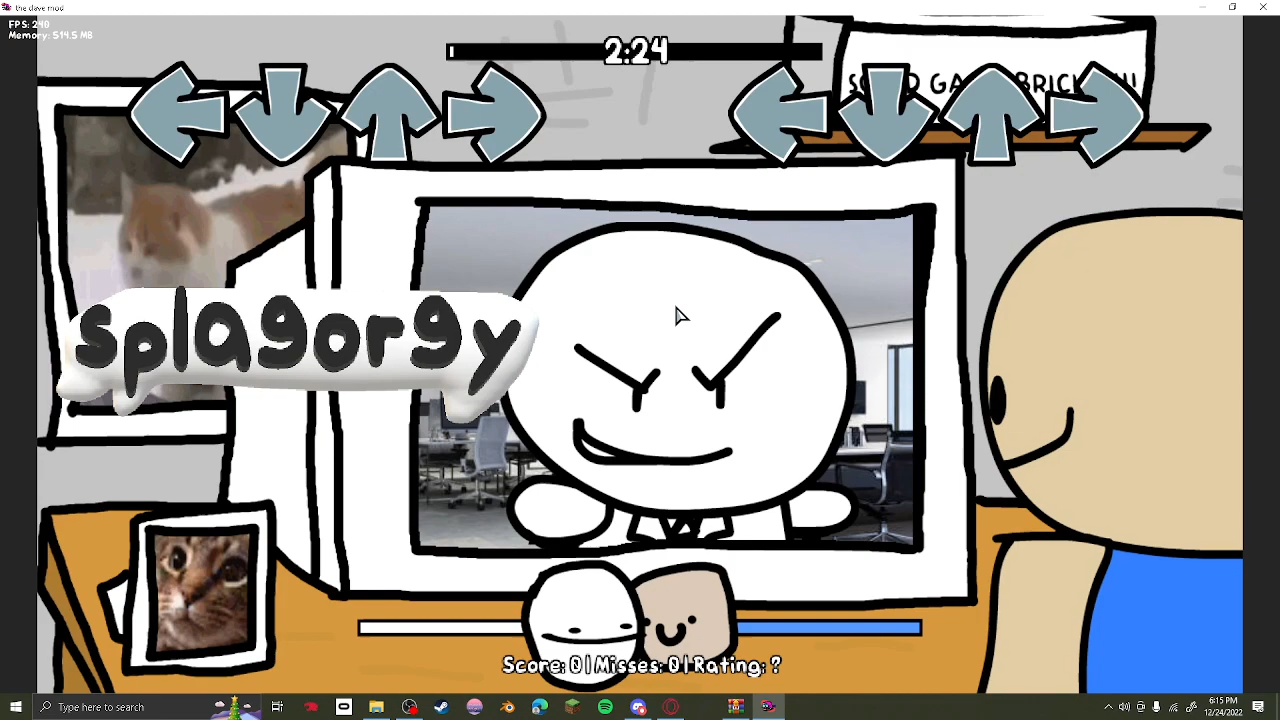 the dave mod
FPS: 240
Memory: 514.5 MB
2:24
splagorgy
Score: 0 | Misses: 0 | Rating: ?
Type here to search
6:15 PM
12/24/2022